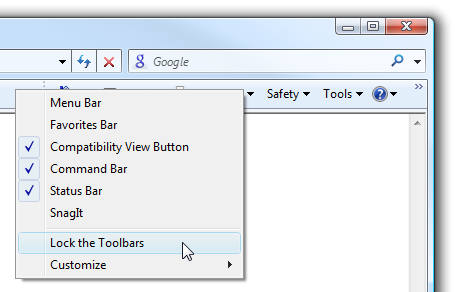 Google
Safety Tools
Menu Bar
Favorites Bar
Compatibility View Button
Command Bar
Status Bar
SnagIt
Lock the Toolbars
Customize